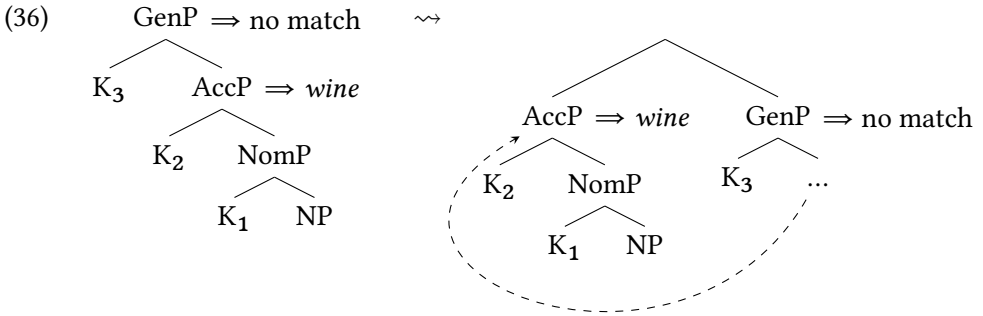 (36) GenP ⇒ no match ⇝
K3 AccP ⇒ wine AccP ⇒ wine GenP ⇒ no match
K2 NomP K2 NomP K3 ...
K1 NP K1 NP